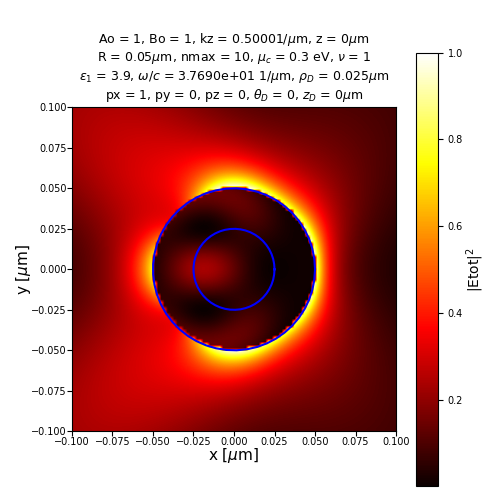 Ao = 1, Bo = 1, kz = 0.50001/μm, z = 0μm
R = 0.05μm, nmax = 10, μc = 0.3 eV, ν = 1
ε1 = 3.9, ω/c = 3.7690e+01 1/μm, ρD = 0.025μm
px = 1, py = 0, pz = 0, θD = 0, zD = 0μm
0.100
0.075
0.050
0.025
0.000
−0.025
−0.050
−0.075
−0.100
y [μm]
−0.100 −0.075 −0.050 −0.025 0.000 0.025 0.050 0.075 0.100
x [μm]
1.0
0.8
0.6
0.4
0.2
|Etot|²